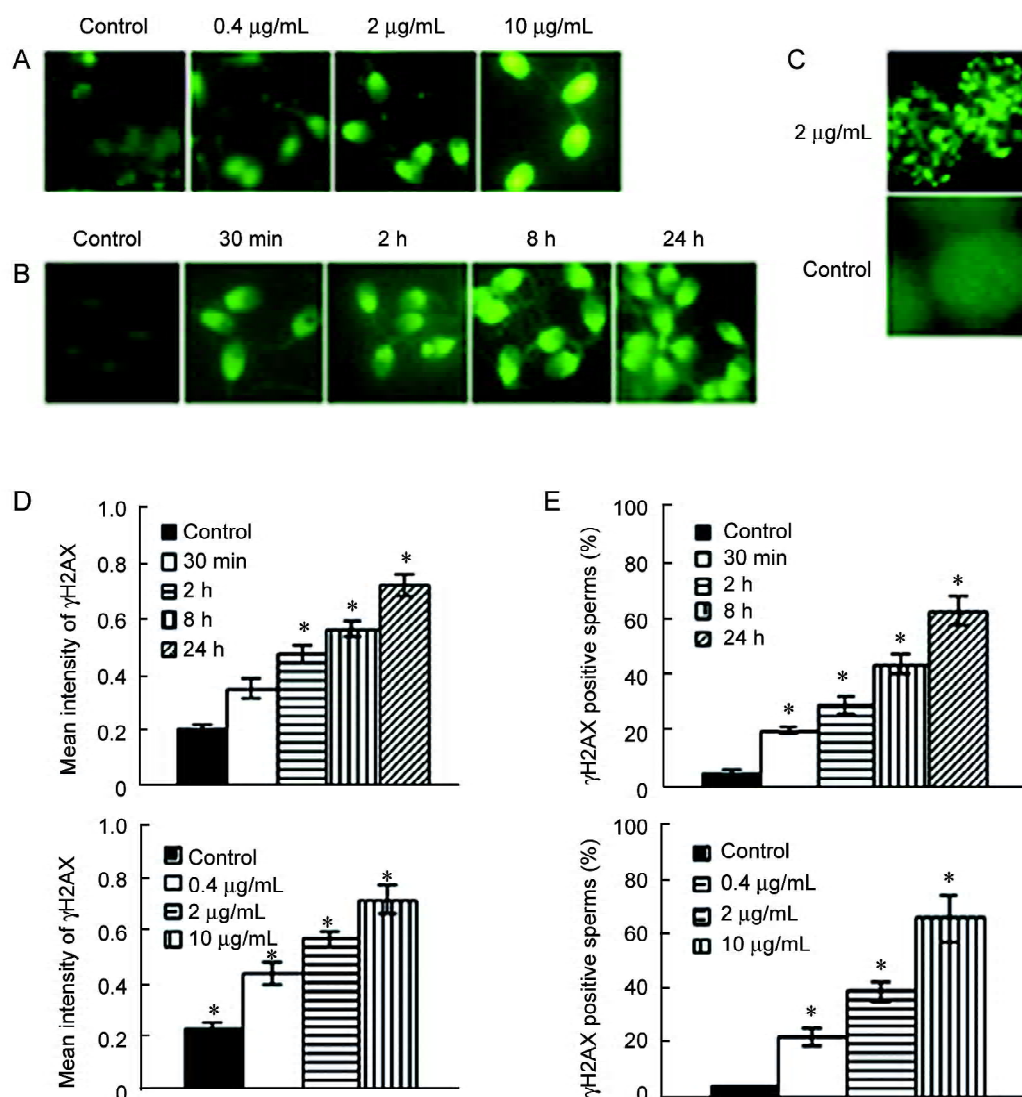 Control 0.4 μg/mL 2 μg/mL 10 μg/mL
A
C
2 μg/mL
Control
Control 30 min 2 h 8 h 24 h
B
D
Mean intensity of γH2AX
1.0
0.8
0.6
0.4
0.2
0
Control
30 min
2 h
8 h
24 h
*
*
*
E
γH2AX positive sperms (%)
100
80
60
40
20
0
Control
30 min
2 h
8 h
24 h
*
*
*
*
Mean intensity of γH2AX
1.0
0.8
0.6
0.4
0.2
0
Control
0.4 μg/mL
2 μg/mL
10 μg/mL
*
*
*
*
γH2AX positive sperms (%)
100
80
60
40
20
0
Control
0.4 μg/mL
2 μg/mL
10 μg/mL
*
*
*